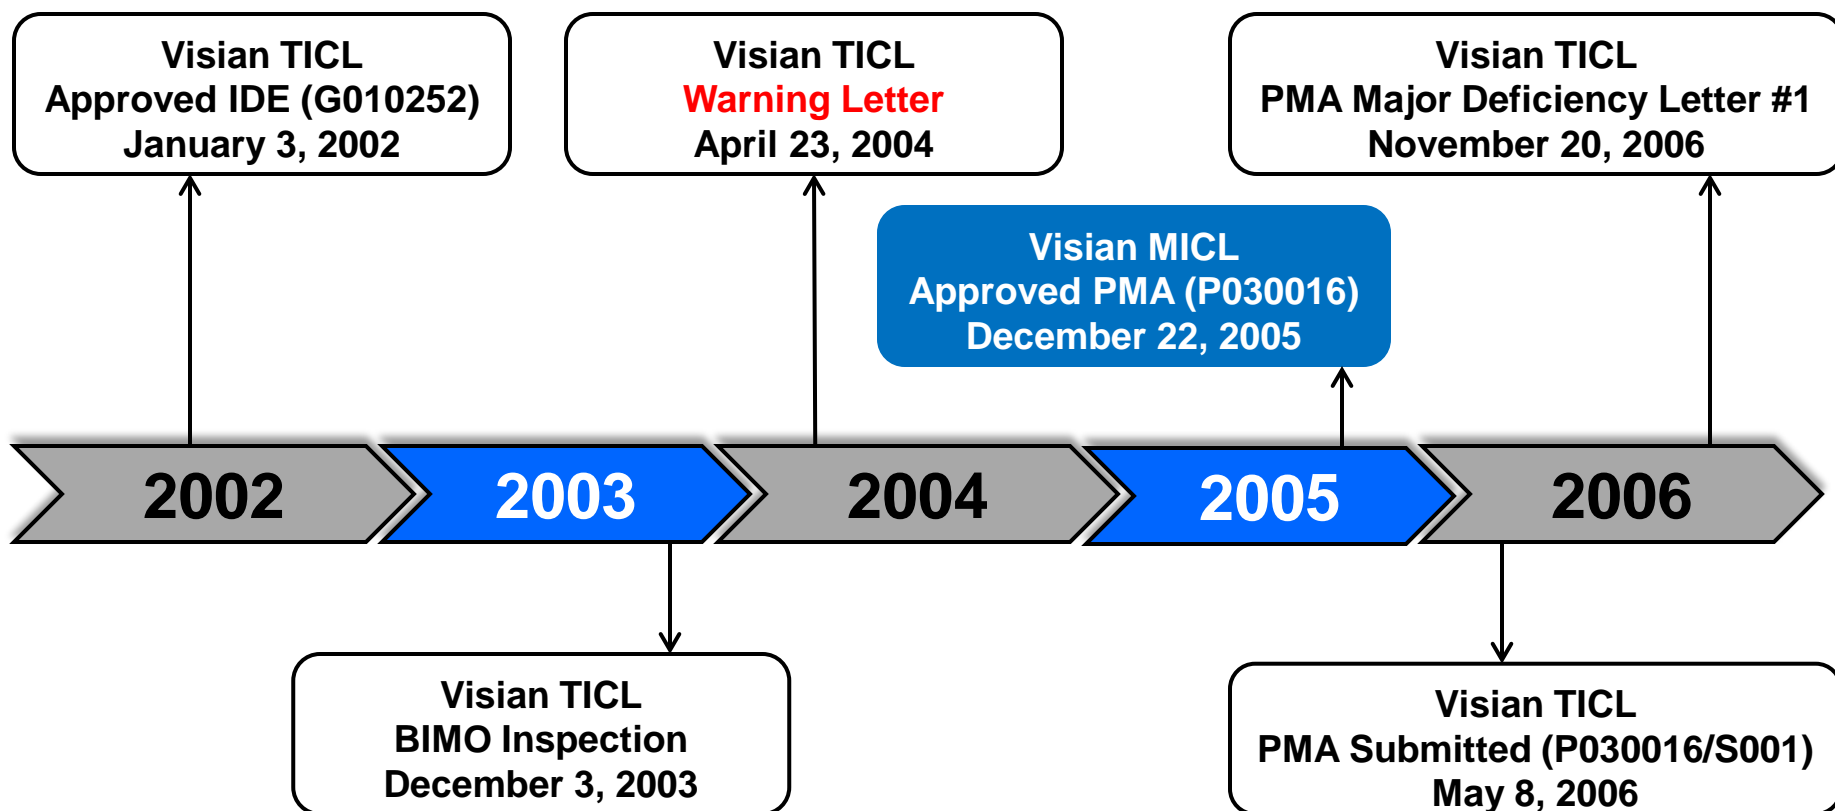 Visian TICL
Approved IDE (G010252)
January 3, 2002
Visian TICL
Warning Letter
April 23, 2004
Visian TICL
PMA Major Deficiency Letter #1
November 20, 2006
Visian MICL
Approved PMA (P030016)
December 22, 2005
2002
2003
2004
2005
2006
Visian TICL
BIMO Inspection
December 3, 2003
Visian TICL
PMA Submitted (P030016/S001)
May 8, 2006